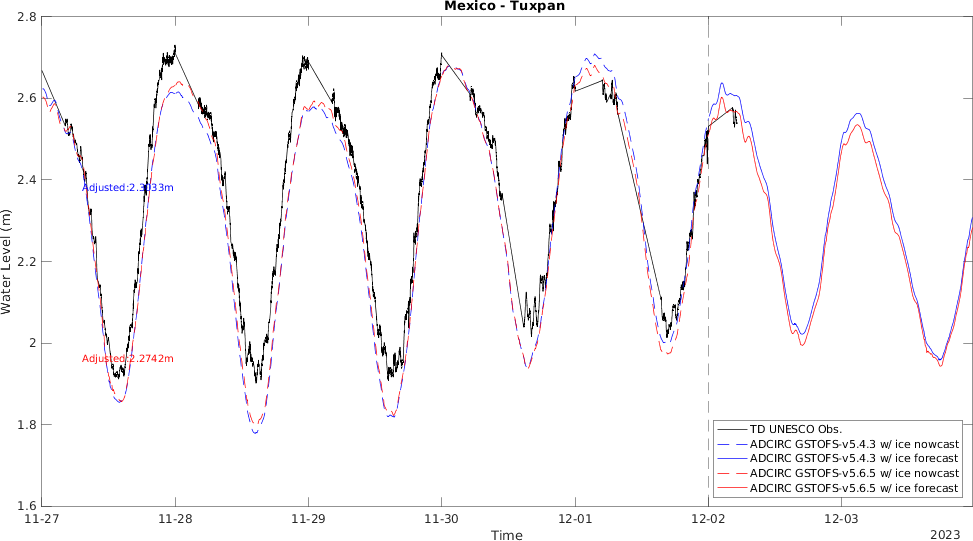 Mexico - Tuxpan
2.8
2.6
2.4
2.2
2
1.8
1.6
Water Level (m)
Adjusted:2.3033m
Adjusted:2.2742m
TD UNESCO Obs.
ADCIRC GSTOFS-v5.4.3 w/ ice nowcast
ADCIRC GSTOFS-v5.4.3 w/ ice forecast
ADCIRC GSTOFS-v5.6.5 w/ ice nowcast
ADCIRC GSTOFS-v5.6.5 w/ ice forecast
11-27 11-28 11-29 11-30 12-01 12-02 12-03
Time
2023